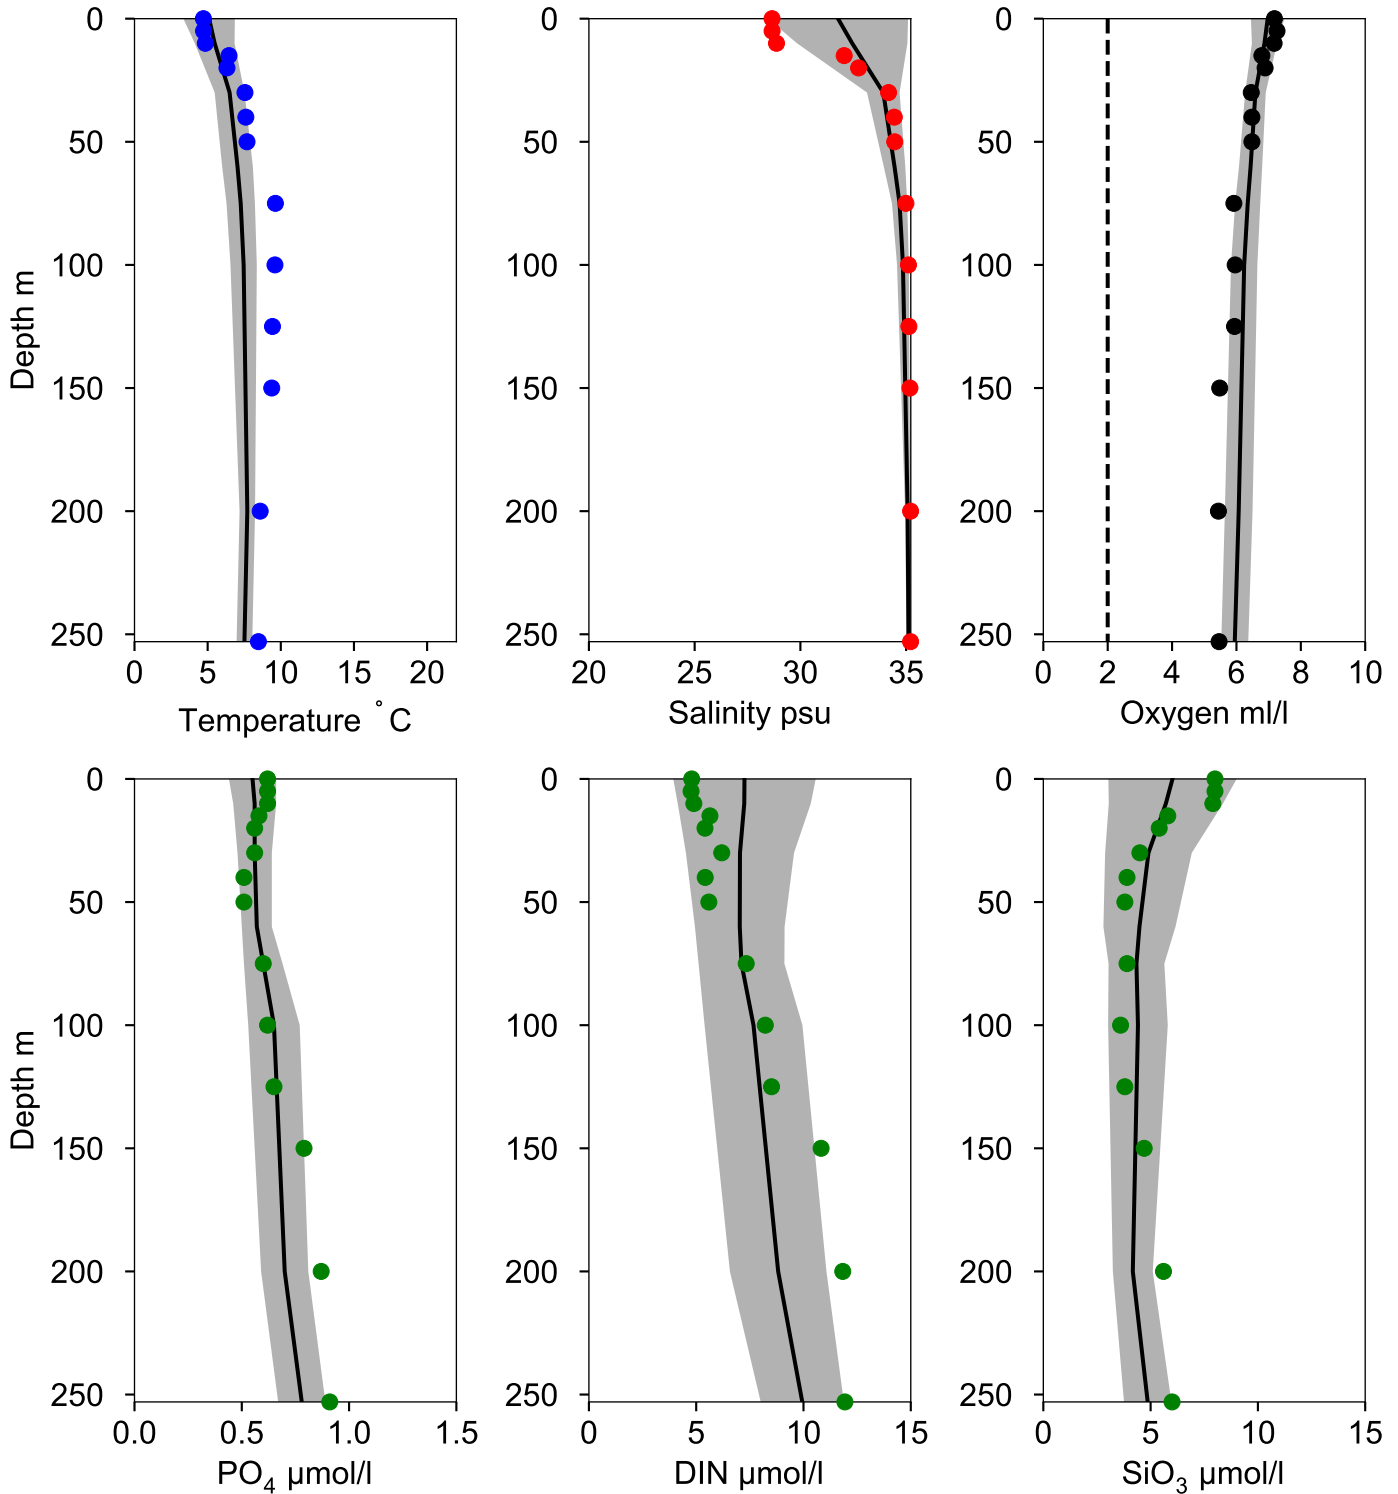 0
50
100
150
200
250
Depth m
0 5 10 15 20
Temperature °C
0
50
100
150
200
250
20 25 30 35
Salinity psu
0
50
100
150
200
250
0 2 4 6 8 10
Oxygen ml/l
0
50
100
150
200
250
Depth m
0.0 0.5 1.0 1.5
PO₄ µmol/l
0
50
100
150
200
250
0 5 10 15
DIN µmol/l
0
50
100
150
200
250
0 5 10 15
SiO₃ µmol/l